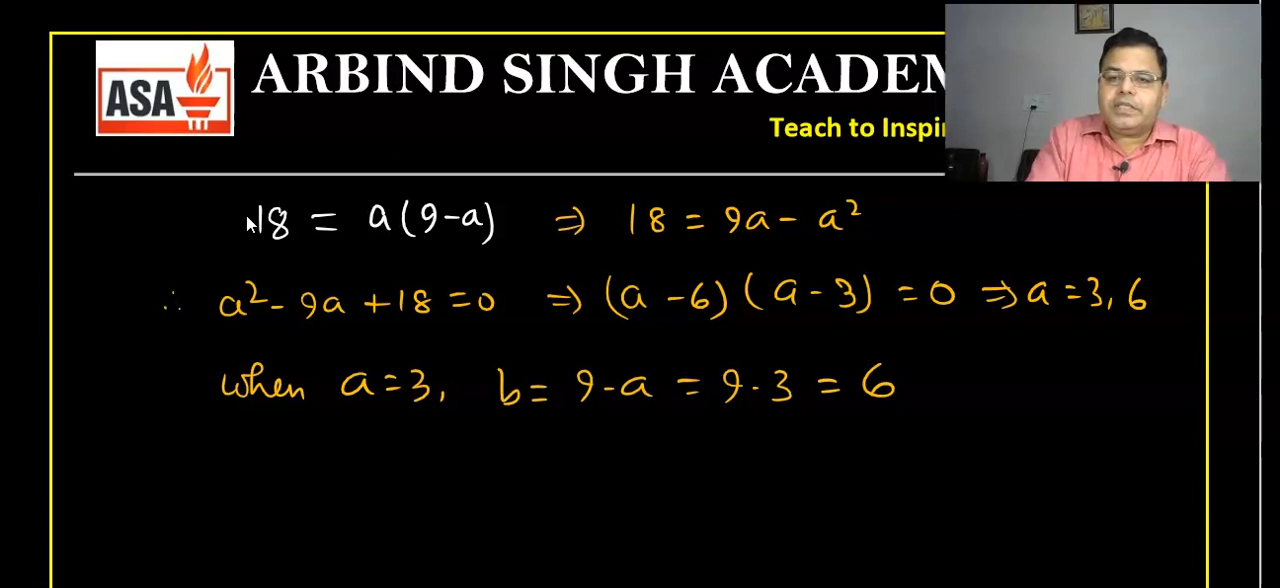 ASA
ARBIND SINGH ACADEM
Teach to Inspi
18 = a(9-a) ⇒ 18 = 9a - a²
∴ a² - 9a + 18 = 0 ⇒ (a - 6)(a - 3) = 0 ⇒ a = 3, 6
when a = 3, b = 9 - a = 9 - 3 = 6